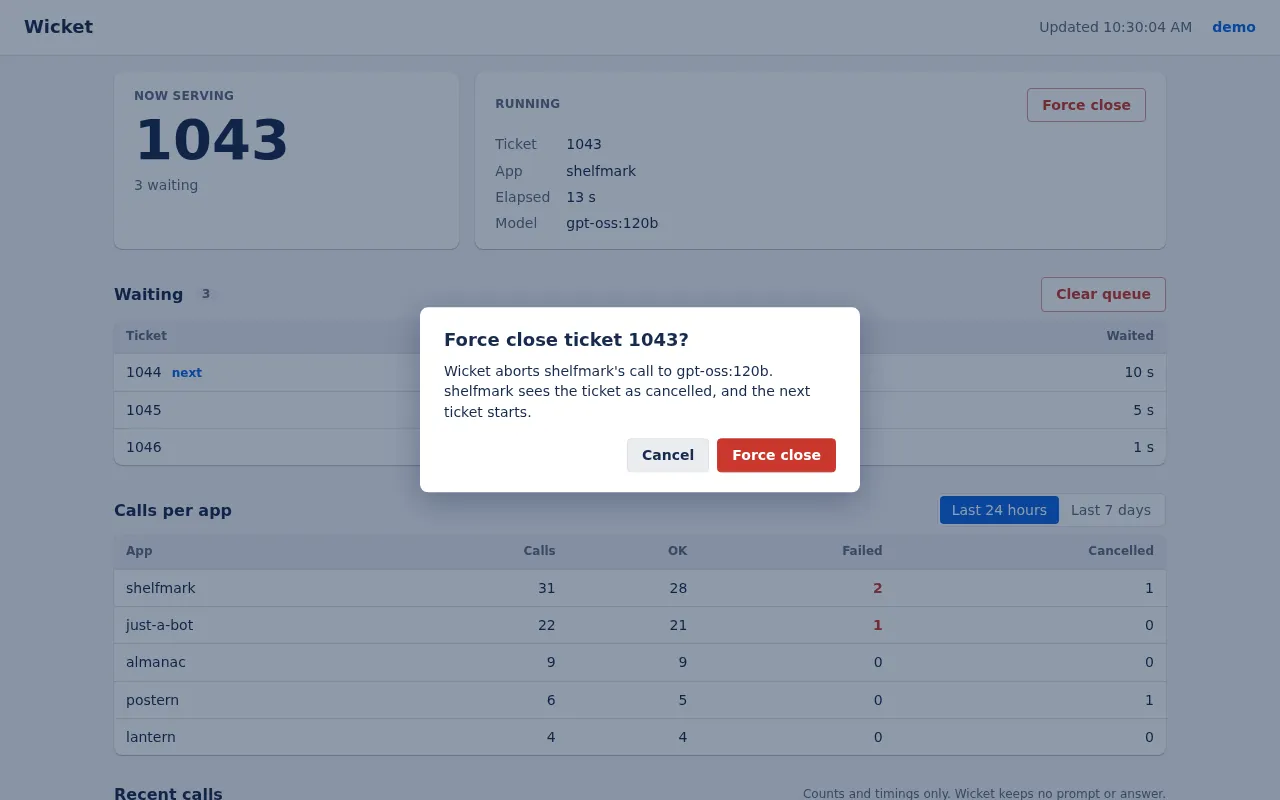 Wicket
Updated 10:30:04 AM demo
NOW SERVING
1043
3 waiting
RUNNING
Force close
Ticket 1043
App shelfmark
Elapsed 13 s
Model gpt-oss:120b
Waiting 3
Clear queue
Ticket Waited
1044 next 10 s
1045 5 s
1046 1 s
Force close ticket 1043?
Wicket aborts shelfmark's call to gpt-oss:120b.
shelfmark sees the ticket as cancelled, and the next
ticket starts.
Cancel Force close
Calls per app
Last 24 hours Last 7 days
App Calls OK Failed Cancelled
shelfmark 31 28 2 1
just-a-bot 22 21 1 0
almanac 9 9 0 0
postern 6 5 0 1
lantern 4 4 0 0
Recent calls
Counts and timings only. Wicket keeps no prompt or answer.